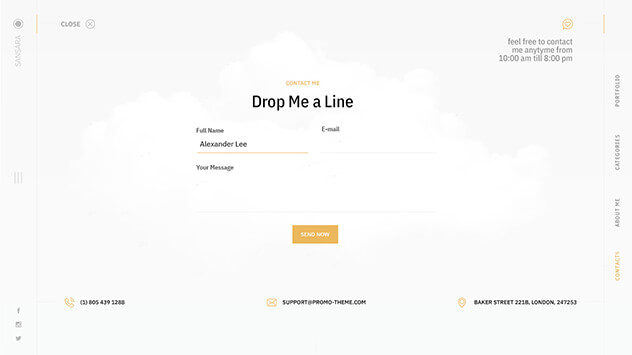 CLOSE
SANSARA
feel free to contact
me anytyme from
10:00 am till 8:00 pm
CONTACT ME
Drop Me a Line
Full Name
E-mail
Alexander Lee
Your Message
SEND NOW
PORTFOLIO
CATEGORIES
ABOUT ME
CONTACTS
(1) 805 439 1288
SUPPORT@PROMO-THEME.COM
BAKER STREET 221B, LONDON, 247253